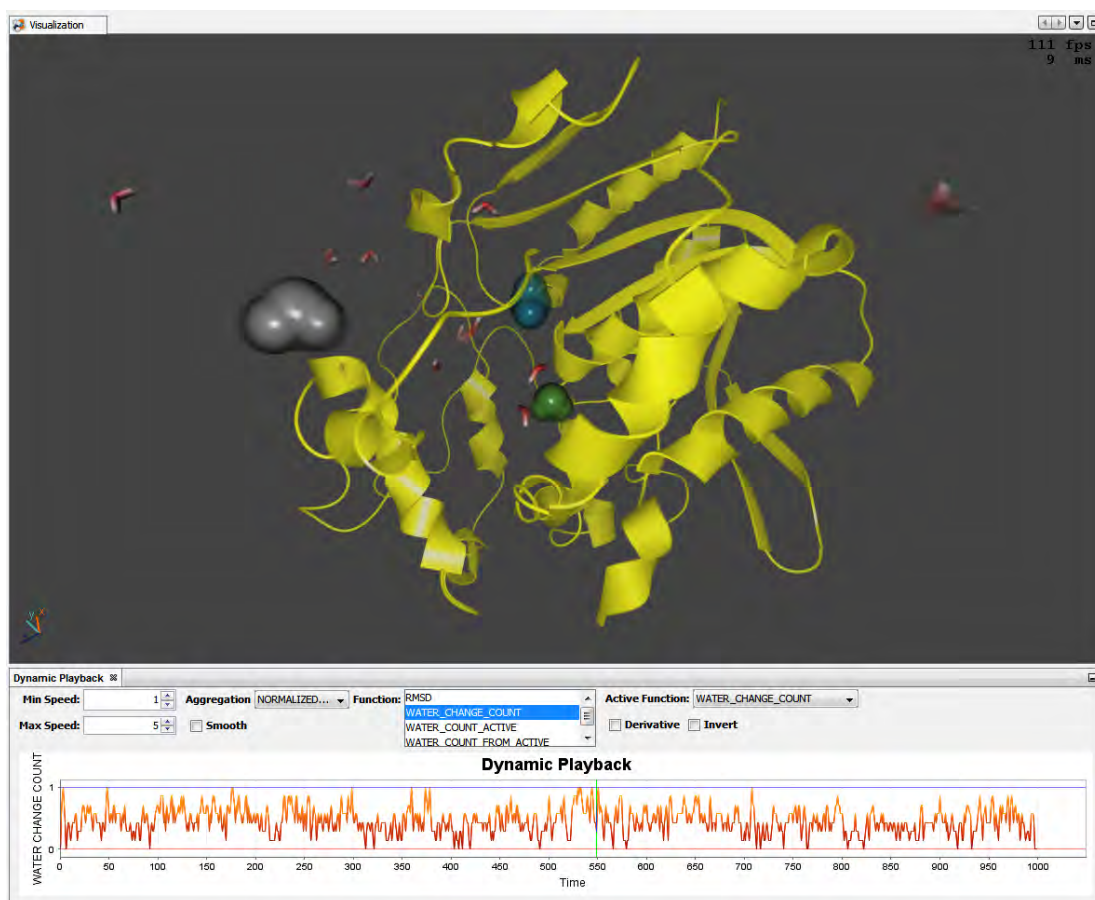 Visualization
111 fps
9 ms
y x
Dynamic Playback
Min Speed: 1 Aggregation NORMALIZED... Function: RMSD Active Function: WATER_CHANGE_COUNT
WATER_CHANGE_COUNT
Max Speed: 5 Smooth WATER_COUNT_ACTIVE Derivative Invert
WATER_COUNT_FROM_ACTIVE
Dynamic Playback
WATER CHANGE COUNT
1
0
0 50 100 150 200 250 300 350 400 450 500 550 600 650 700 750 800 850 900 950 1000
Time